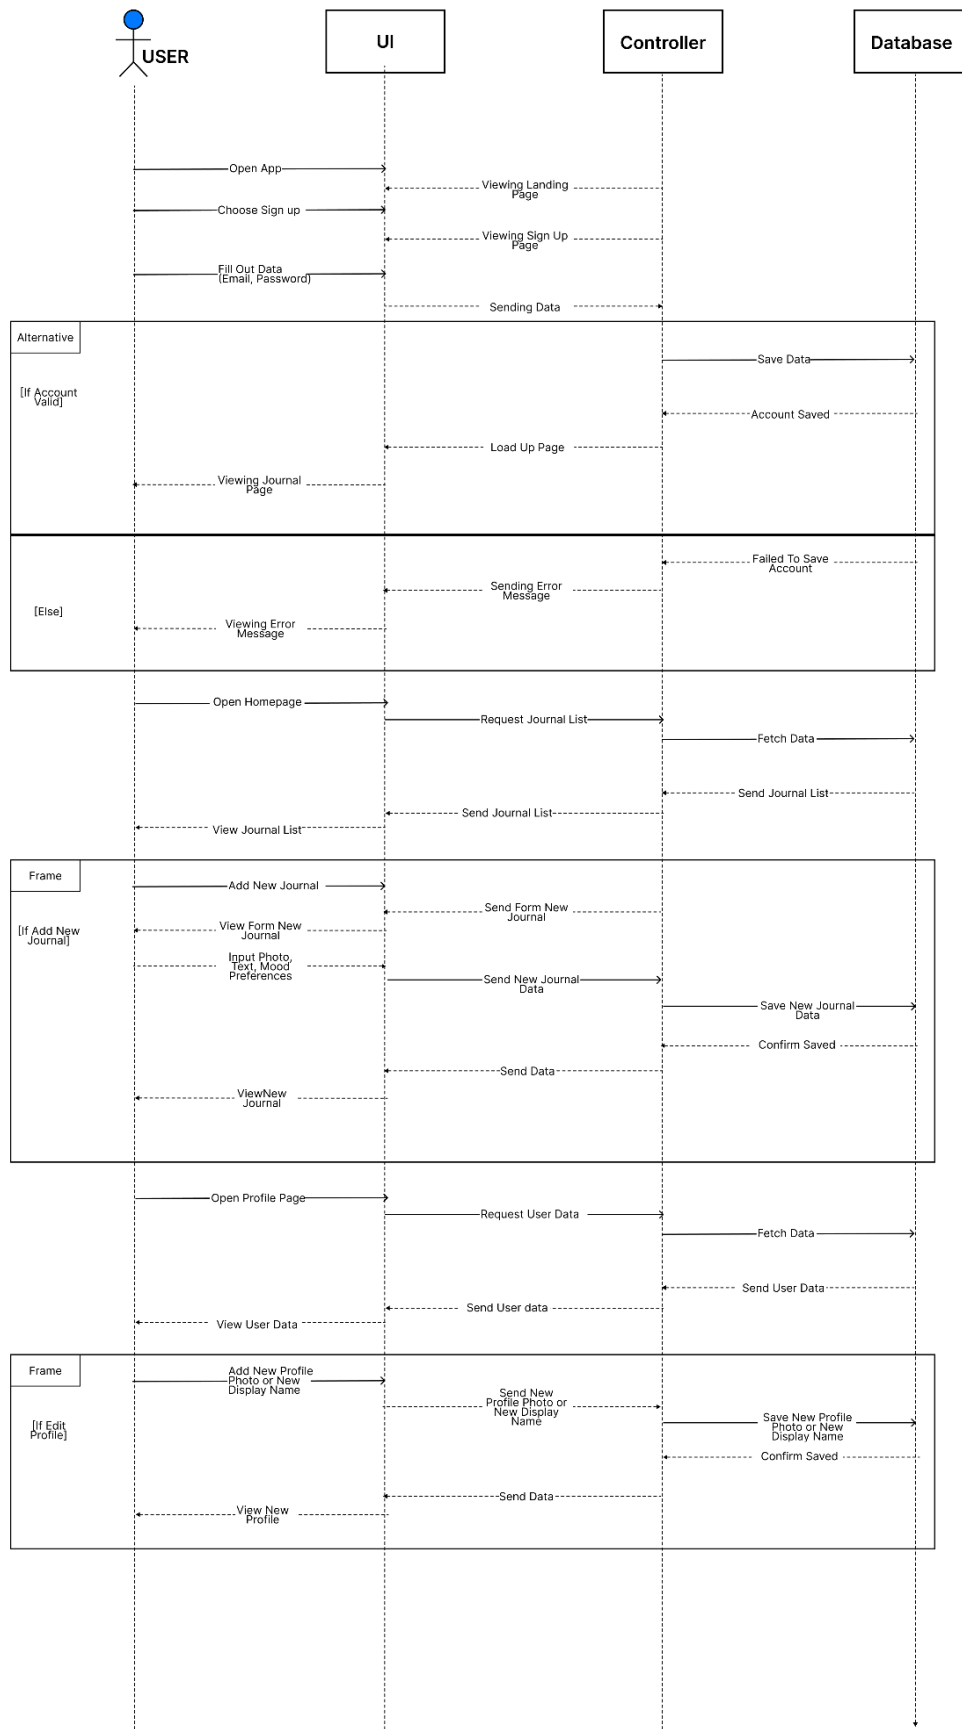 USER
UI
Controller
Database
Open App
Viewing Landing
Page
Choose Sign up
Viewing Sign Up
Page
Fill Out Data
(Email, Password)
Sending Data
Alternative
Save Data
[If Account
Valid]
Account Saved
Load Up Page
Viewing Journal
Page
Failed To Save
Account
Sending Error
Message
[Else]
Viewing Error
Message
Open Homepage
Request Journal List
Fetch Data
Send Journal List
Send Journal List
View Journal List
Frame
Add New Journal
Send Form New
Journal
[If Add New
Journal]
View Form New
Journal
Input Photo,
Text, Mood
Preferences
Send New Journal
Data
Save New Journal
Data
Confirm Saved
Send Data
ViewNew
Journal
Open Profile Page
Request User Data
Fetch Data
Send User Data
Send User data
View User Data
Frame
Add New Profile
Photo or New
Display Name
Send New
Profile Photo or
New Display
Name
[If Edit
Profile]
Save New Profile
Photo or New
Display Name
Confirm Saved
Send Data
View New
Profile